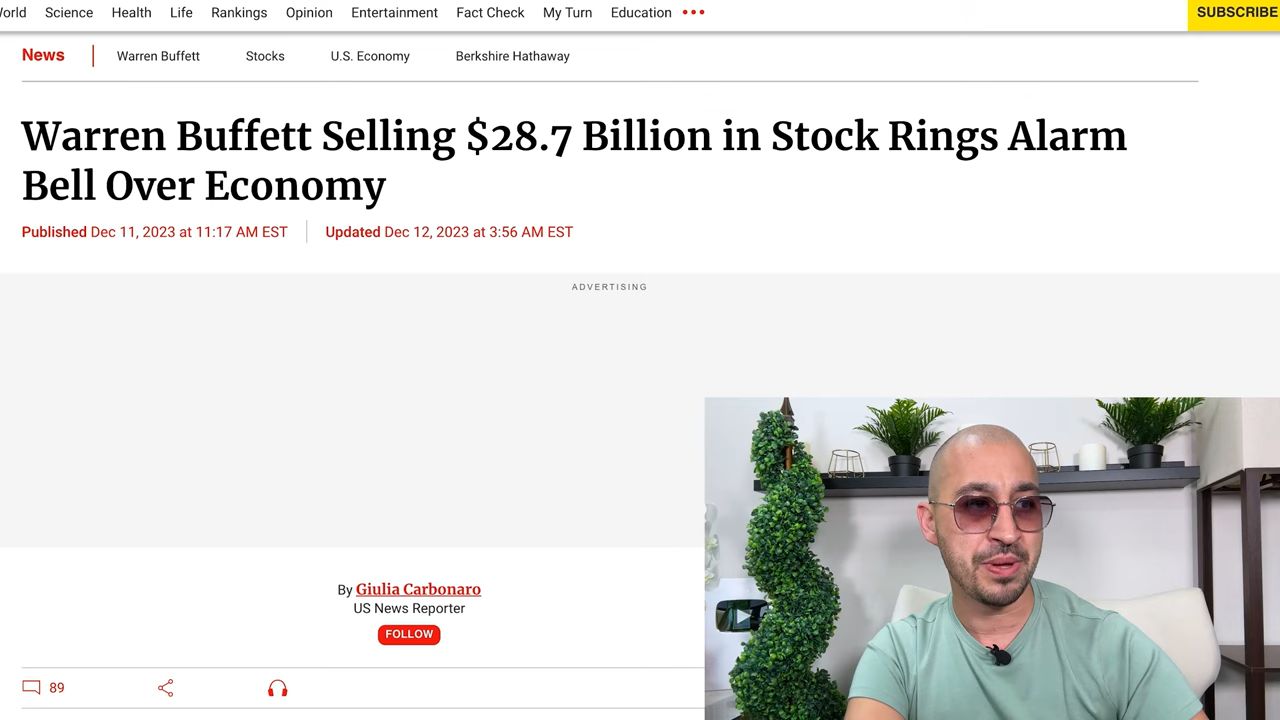 World Science Health Life Rankings Opinion Entertainment Fact Check My Turn Education ••• SUBSCRIBE
News Warren Buffett Stocks U.S. Economy Berkshire Hathaway
Warren Buffett Selling $28.7 Billion in Stock Rings Alarm
Bell Over Economy
Published Dec 11, 2023 at 11:17 AM EST Updated Dec 12, 2023 at 3:56 AM EST
ADVERTISING
By Giulia Carbonaro
US News Reporter
FOLLOW
89